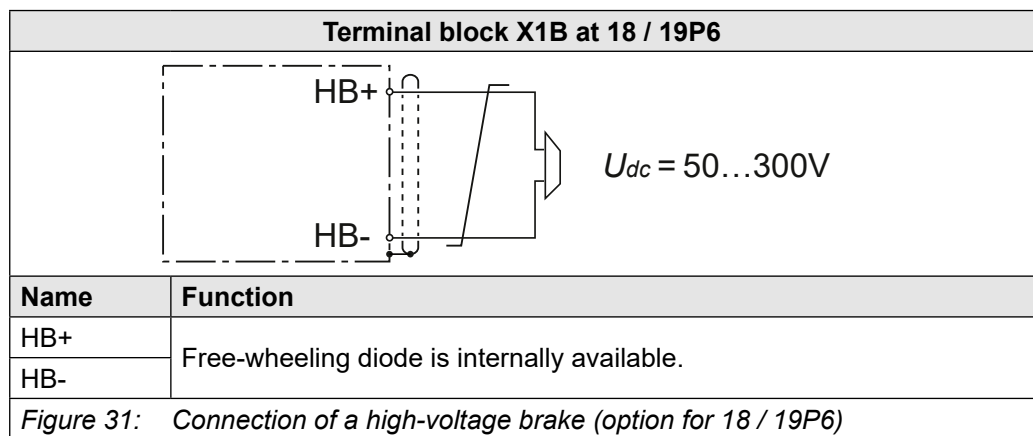 Terminal block X1B at 18 / 19P6
HB+
Udc = 50…300V
HB-
Name Function
HB+
Free-wheeling diode is internally available.
HB-
Figure 31: Connection of a high-voltage brake (option for 18 / 19P6)